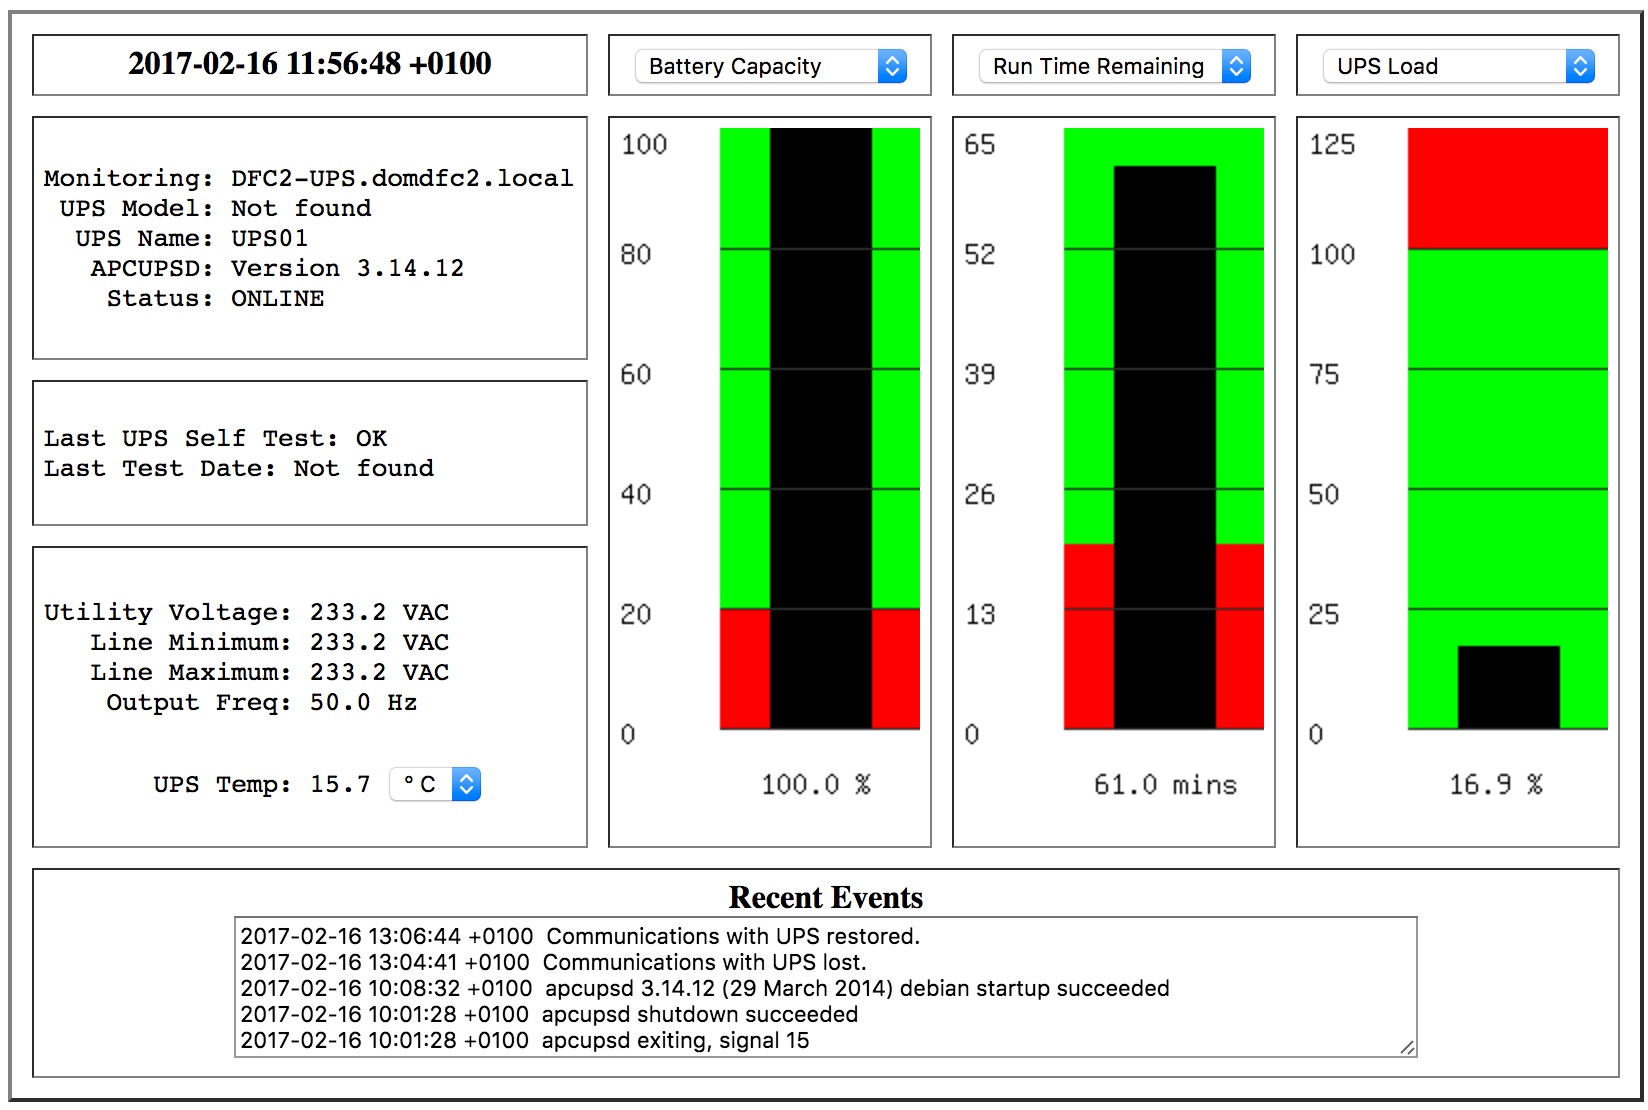 2017-02-16 11:56:48 +0100
Battery Capacity
Run Time Remaining
UPS Load
Monitoring: DFC2-UPS.domdfc2.local
UPS Model: Not found
UPS Name: UPS01
APCUPSD: Version 3.14.12
Status: ONLINE
Last UPS Self Test: OK
Last Test Date: Not found
Utility Voltage: 233.2 VAC
Line Minimum: 233.2 VAC
Line Maximum: 233.2 VAC
Output Freq: 50.0 Hz
UPS Temp: 15.7 ° C
100
80
60
40
20
0
100.0 %
65
52
39
26
13
0
61.0 mins
125
100
75
50
25
0
16.9 %
Recent Events
2017-02-16 13:06:44 +0100 Communications with UPS restored.
2017-02-16 13:04:41 +0100 Communications with UPS lost.
2017-02-16 10:08:32 +0100 apcupsd 3.14.12 (29 March 2014) debian startup succeeded
2017-02-16 10:01:28 +0100 apcupsd shutdown succeeded
2017-02-16 10:01:28 +0100 apcupsd exiting, signal 15